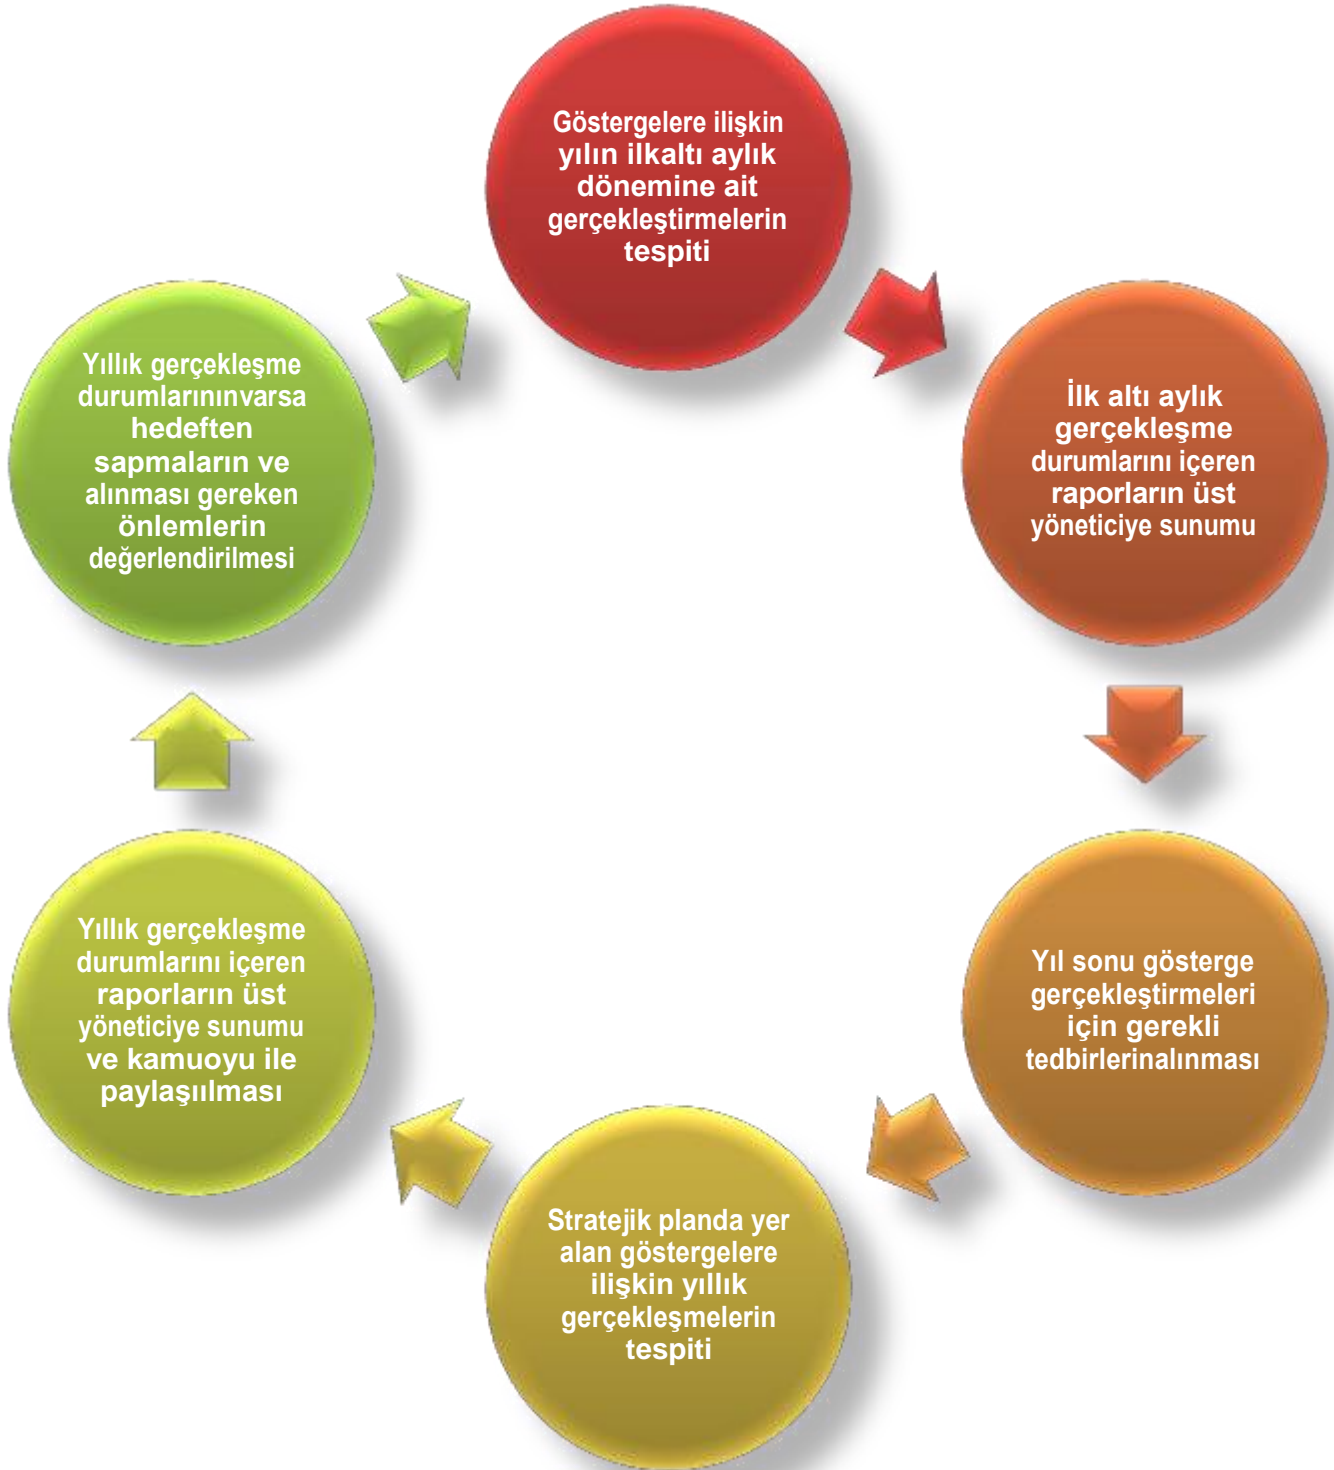 Göstergelere ilişkin
yılın ilkaltı aylık
dönemine ait
gerçekleştirmelerin
tespiti
İlk altı aylık
gerçekleşme
durumlarını içeren
raporların üst
yöneticiye sunumu
Yıl sonu gösterge
gerçekleştirmeleri
için gerekli
tedbirlerinalınması
Stratejik planda yer
alan göstergelere
ilişkin yıllık
gerçekleşmelerin
tespiti
Yıllık gerçekleşme
durumlarını içeren
raporların üst
yöneticiye sunumu
ve kamuoyu ile
paylaşıılması
Yıllık gerçekleşme
durumlarınınvarsa
hedeften
sapmaların ve
alınması gereken
önlemlerin
değerlendirilmesi